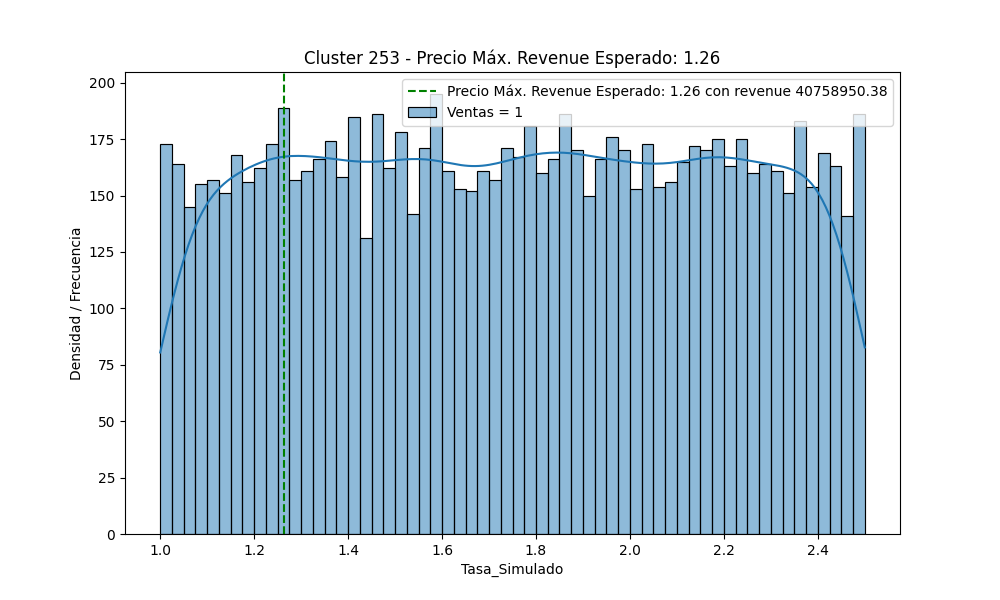 Cluster 253 - Precio Máx. Revenue Esperado: 1.26
Precio Máx. Revenue Esperado: 1.26 con revenue 40758950.38
Ventas = 1
Densidad / Frecuencia
200
175
150
125
100
75
50
25
0
1.0 1.2 1.4 1.6 1.8 2.0 2.2 2.4
Tasa_Simulado